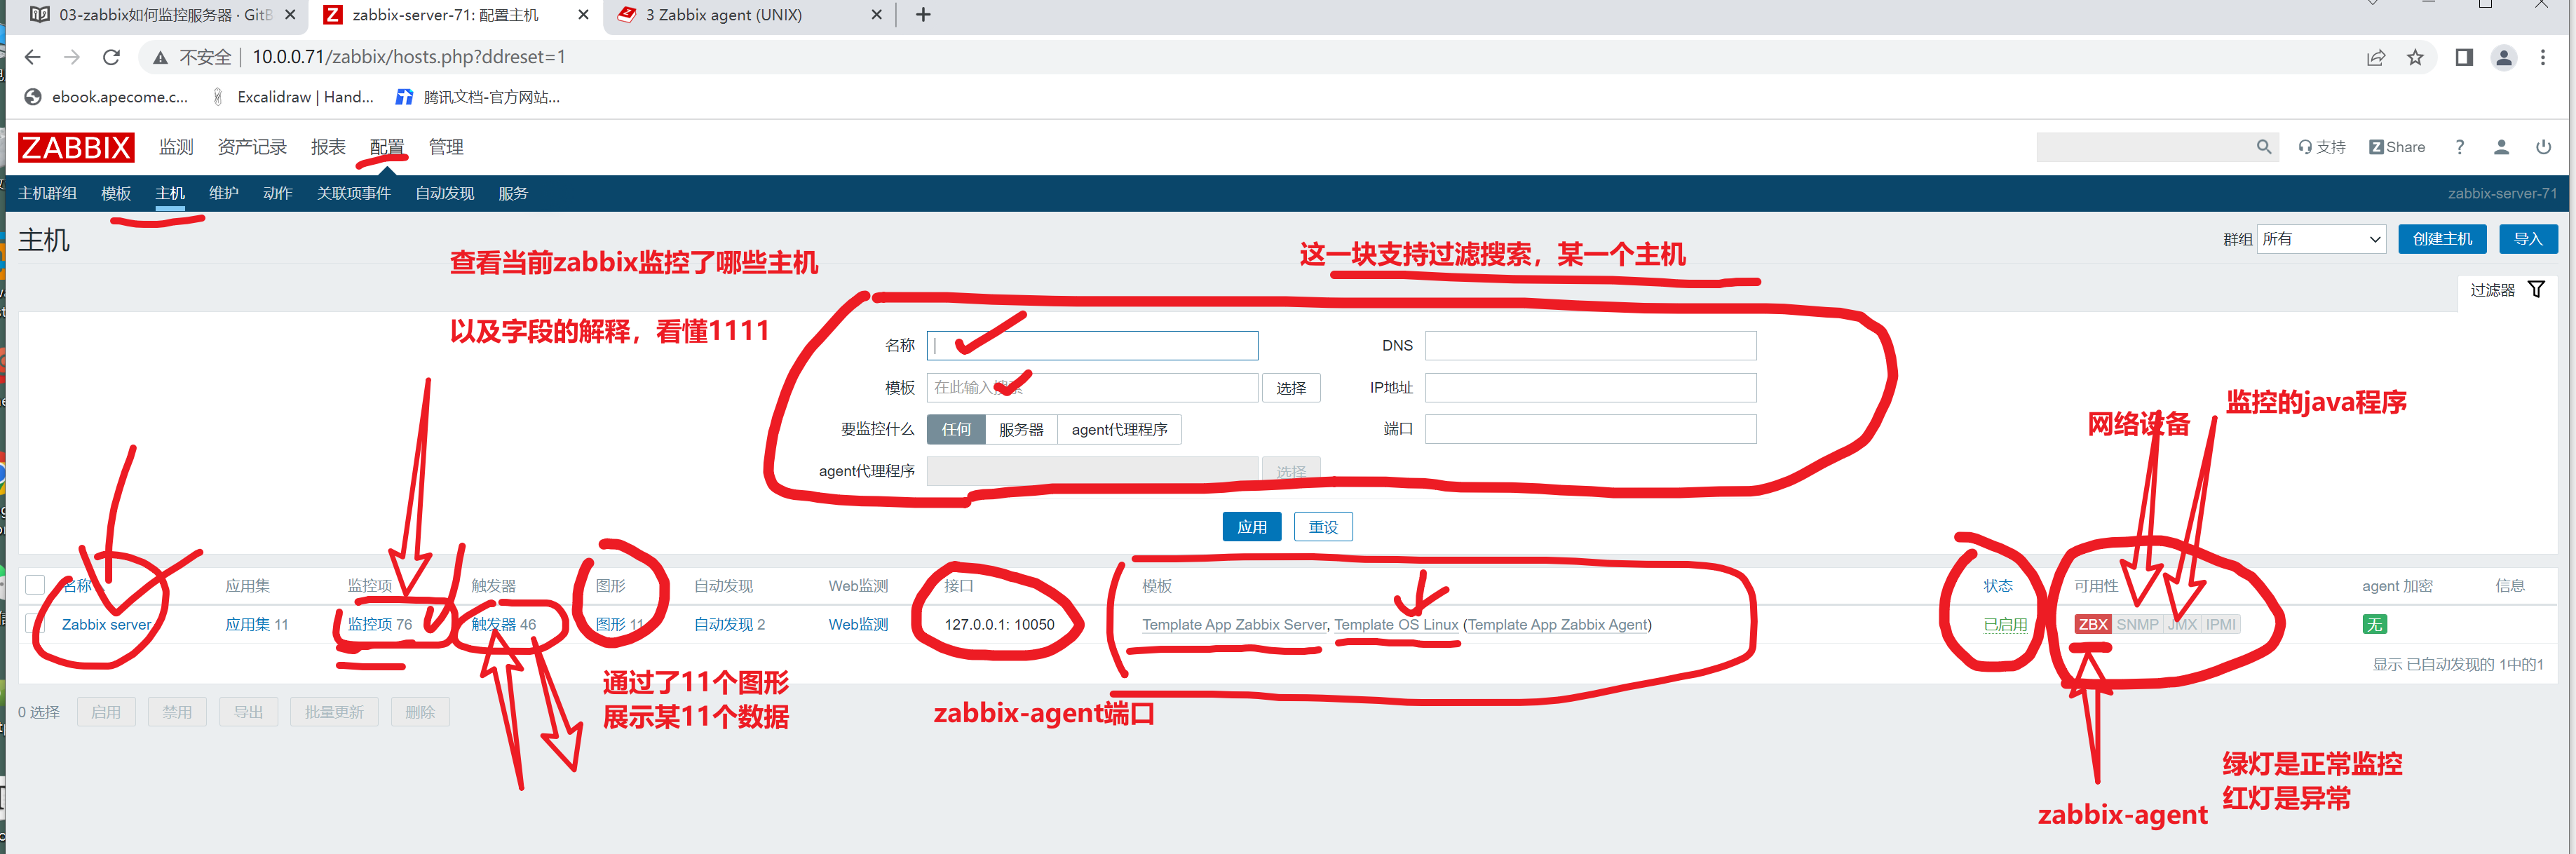 03-zabbix如何监控服务器 · GitB
zabbix-server-71: 配置主机
3 Zabbix agent (UNIX)
不安全 | 10.0.0.71/zabbix/hosts.php?ddreset=1
ebook.apecome.c...
Excalidraw | Hand...
腾讯文档-官方网站...
ZABBIX 监测 资产记录 报表 配置 管理
支持 Share ?
主机群组 模板 主机 维护 动作 关联项事件 自动发现 服务 zabbix-server-71
主机
群组 所有 创建主机 导入
查看当前zabbix监控了哪些主机
这一块支持过滤搜索，某一个主机
过滤器
以及字段的解释，看懂1111
名称 DNS
模板 在此输入搜索 选择 IP地址
要监控什么 任何 服务器 agent代理程序 端口
agent代理程序 选择
监控的java程序
网络设备
应用 重设
名称 应用集 监控项 触发器 图形 自动发现 Web监测 接口 模板 状态 可用性 agent 加密 信息
Zabbix server 应用集 11 监控项 76 触发器 46 图形 11 自动发现 2 Web监测 127.0.0.1: 10050 Template App Zabbix Server, Template OS Linux (Template App Zabbix Agent) 已启用 ZBX SNMP JMX IPMI 无
显示 已自动发现的 1中的1
0 选择 启用 禁用 导出 批量更新 删除
通过了11个图形
展示某11个数据
zabbix-agent端口
绿灯是正常监控
红灯是异常
zabbix-agent